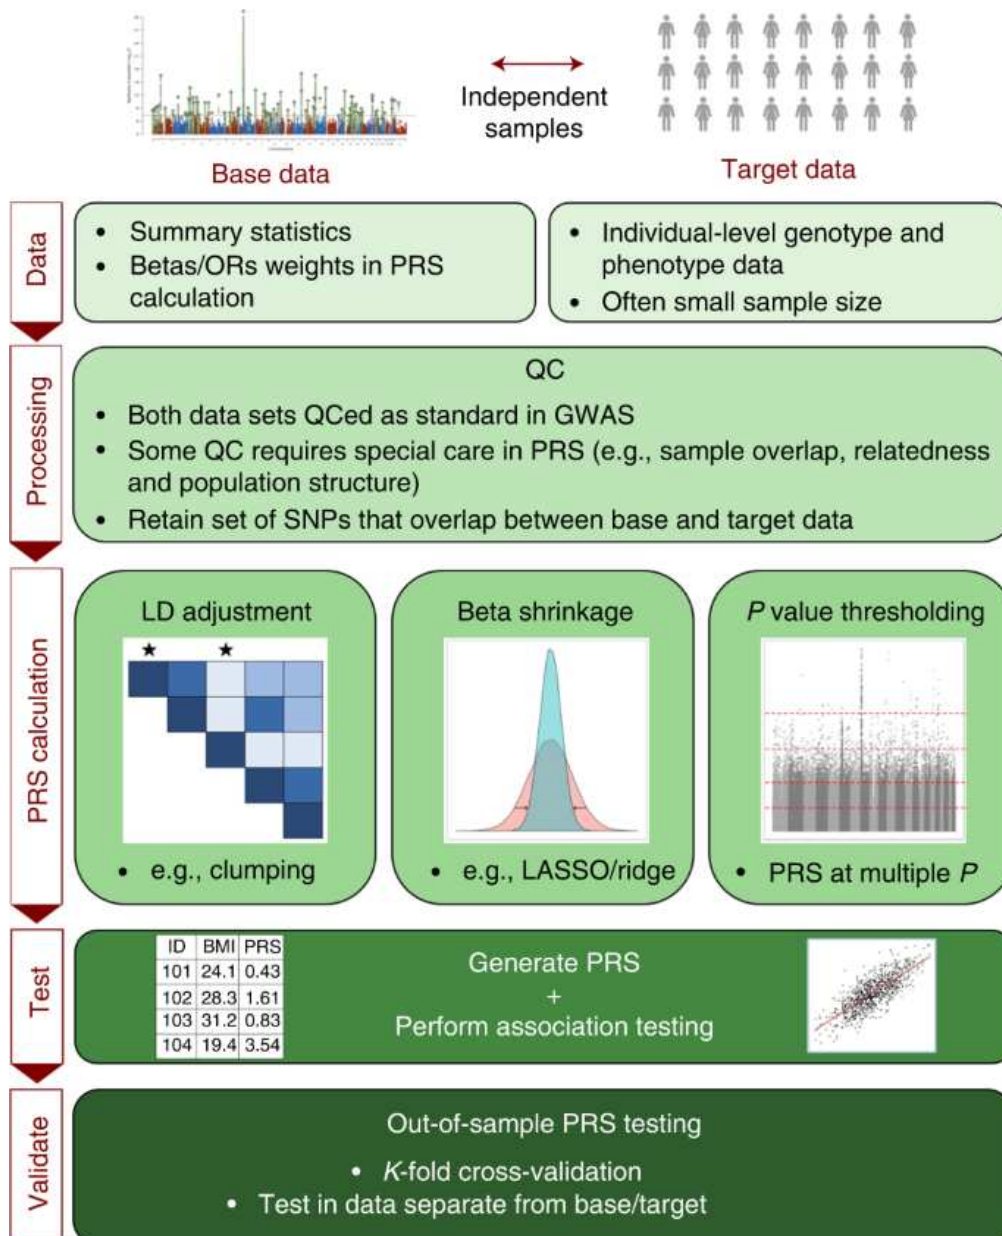 Independent
samples
Base data
Target data
Data
• Summary statistics
• Betas/ORs weights in PRS
calculation
• Individual-level genotype and
phenotype data
• Often small sample size
Processing
QC
• Both data sets QCed as standard in GWAS
• Some QC requires special care in PRS (e.g., sample overlap, relatedness
and population structure)
• Retain set of SNPs that overlap between base and target data
PRS calculation
LD adjustment
• e.g., clumping
Beta shrinkage
• e.g., LASSO/ridge
P value thresholding
• PRS at multiple P
Test
ID BMI PRS
101 24.1 0.43
102 28.3 1.61
103 31.2 0.83
104 19.4 3.54
Generate PRS
+
Perform association testing
Validate
Out-of-sample PRS testing
• K-fold cross-validation
• Test in data separate from base/target